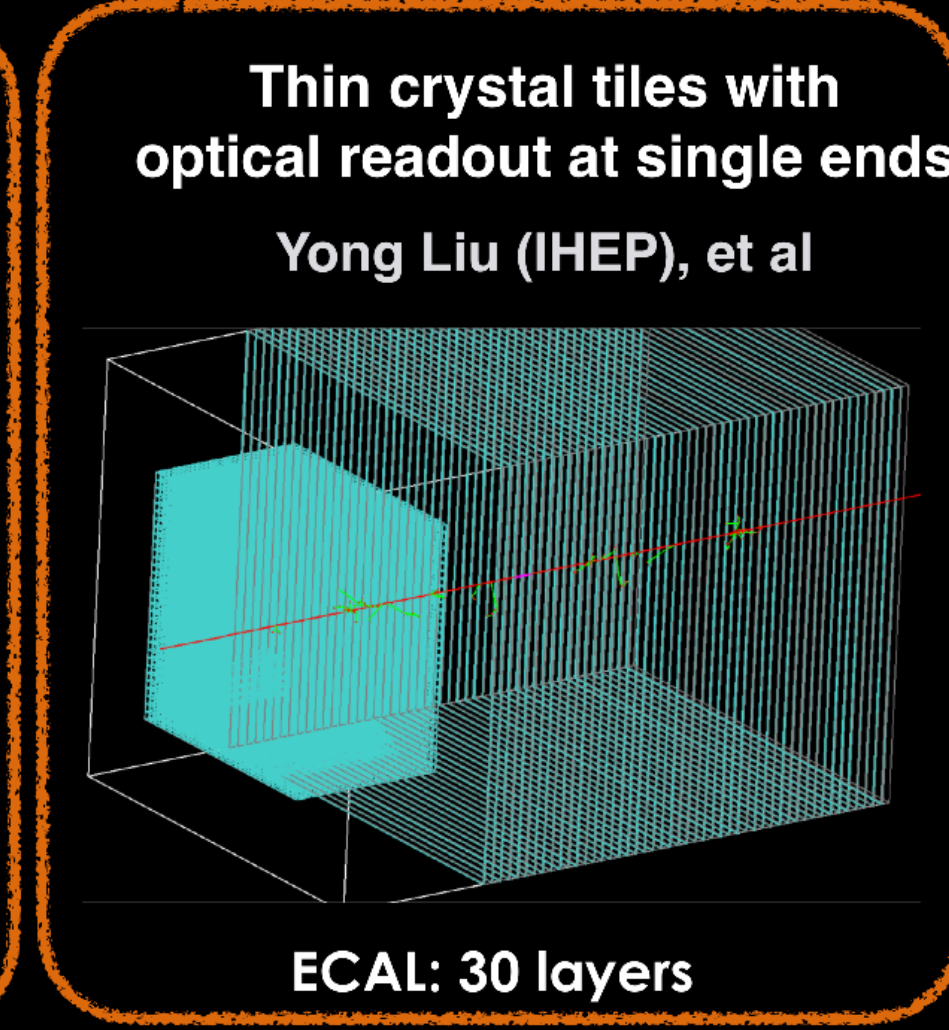 Thin crystal tiles with
optical readout at single ends
Yong Liu (IHEP), et al
ECAL: 30 layers